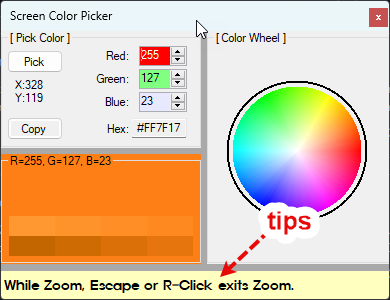 Screen Color Picker
x
[ Pick Color ]
Pick
X:328
Y:119
Copy
Red: 255
Green: 127
Blue: 23
Hex: #FF7F17
[ Color Wheel ]
R=255, G=127, B=23
tips
While Zoom, Escape or R-Click exits Zoom.